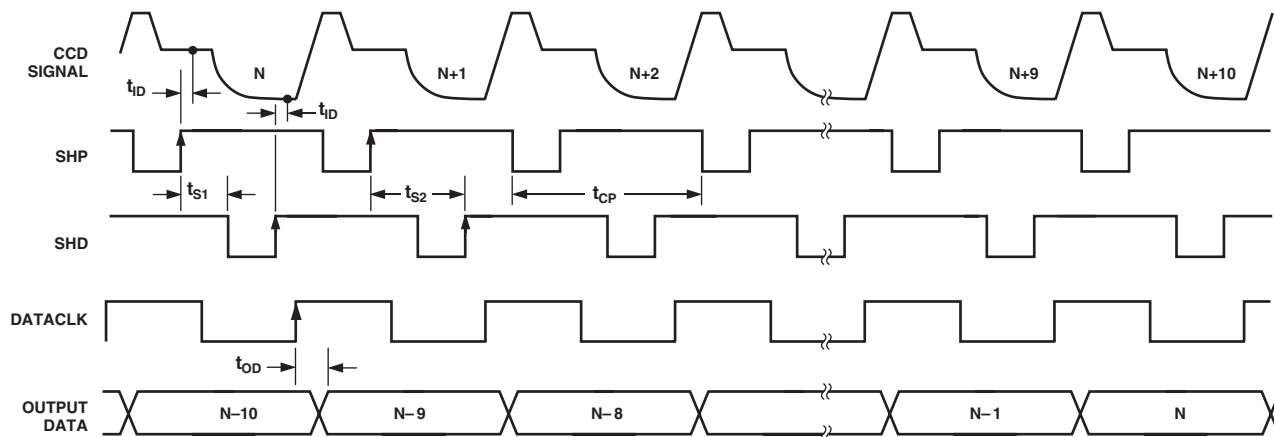 CCD
SIGNAL
N
N+1
N+2
N+9
N+10
tID
tID
SHP
tS1
tS2
tCP
SHD
DATACLK
tOD
OUTPUT
DATA
N–10
N–9
N–8
N–1
N